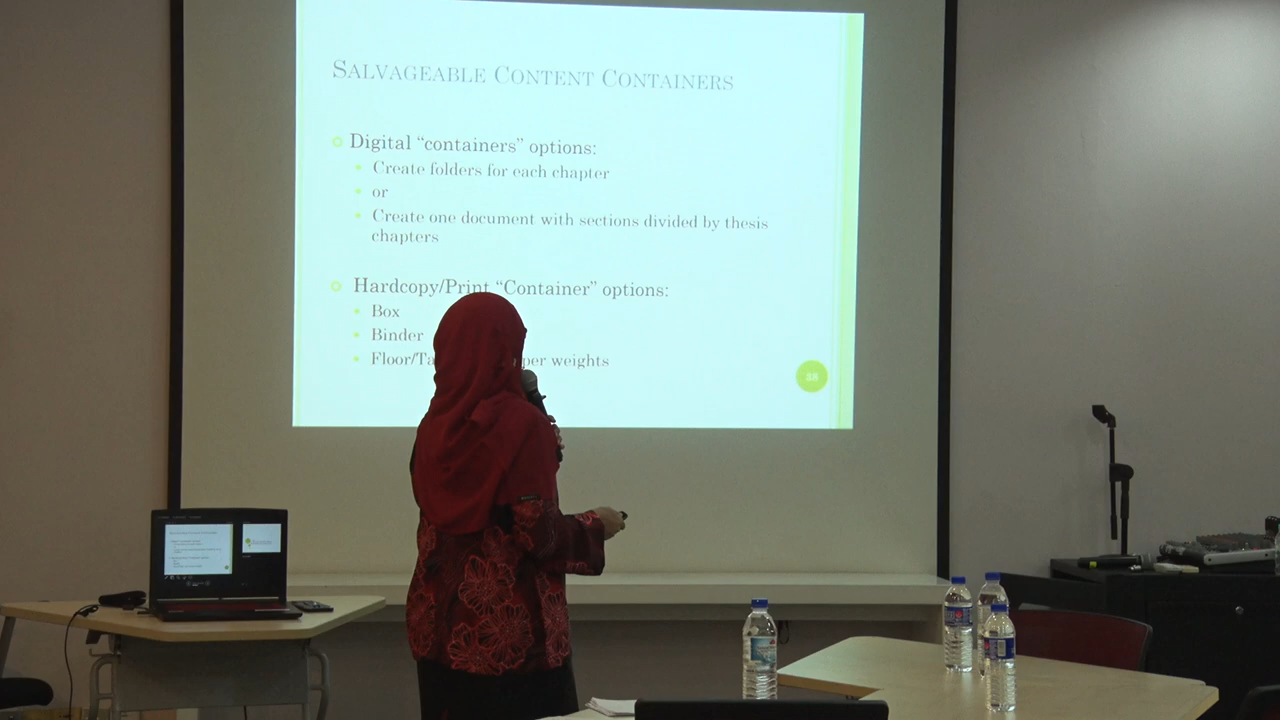 SALVAGEABLE CONTENT CONTAINERS
Digital “containers” options:
Create folders for each chapter
or
Create one document with sections divided by thesis
chapters
Hardcopy/Print “Container” options:
Box
Binder
Floor/Ta per weights
38